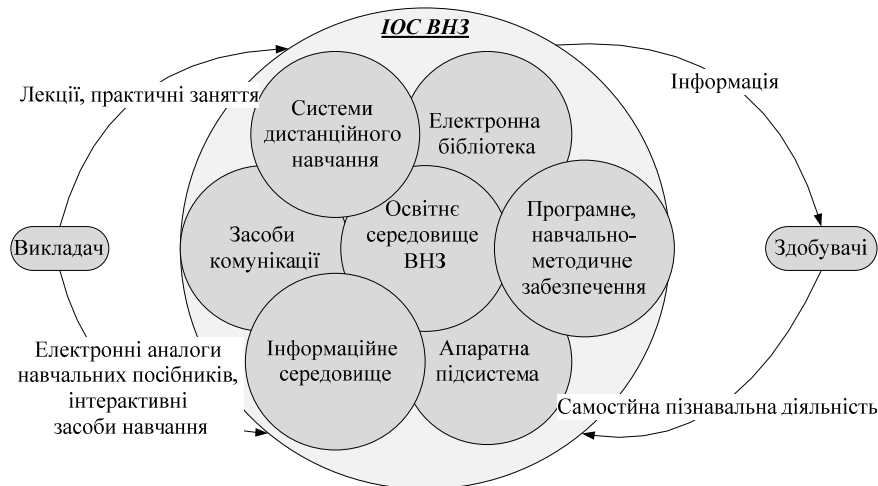 ІОС ВНЗ
Лекції, практичні заняття
Інформація
Системи
дистанційного
навчання
Електронна
бібліотека
Викладач
Засоби
комунікації
Освітнє
середовище
ВНЗ
Програмне,
навчально-
методичне
забезпечення
Здобувачі
Електронні аналоги
навчальних посібників,
інтерактивні
засоби навчання
Інформаційне
середовище
Апаратна
підсистема
Самостйна пізнавальна діяльність